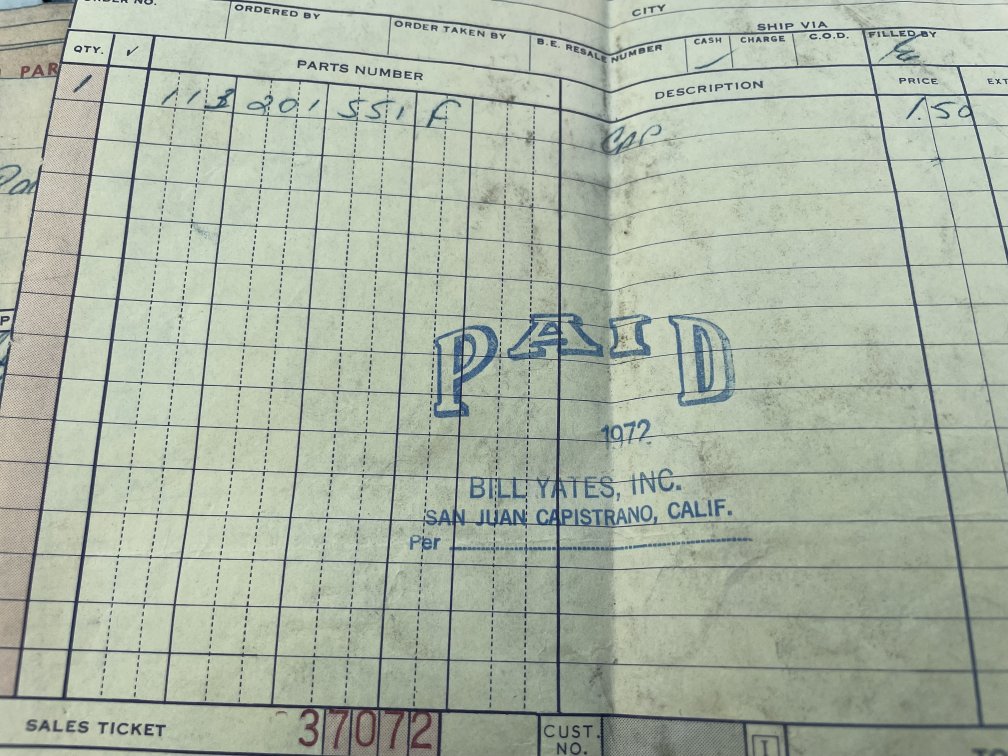 CITY
ORDERED BY
ORDER TAKEN BY
B.E. RESALE NUMBER
SHIP VIA
CASH CHARGE C.O.D. FILLED BY
QTY. ✓ PARTS NUMBER DESCRIPTION PRICE
PAR
1 113 201 551 F CAP 1.50
PAID
1972
BILL YATES, INC.
SAN JUAN CAPISTRANO, CALIF.
Per
SALES TICKET 37072 CUST. NO.